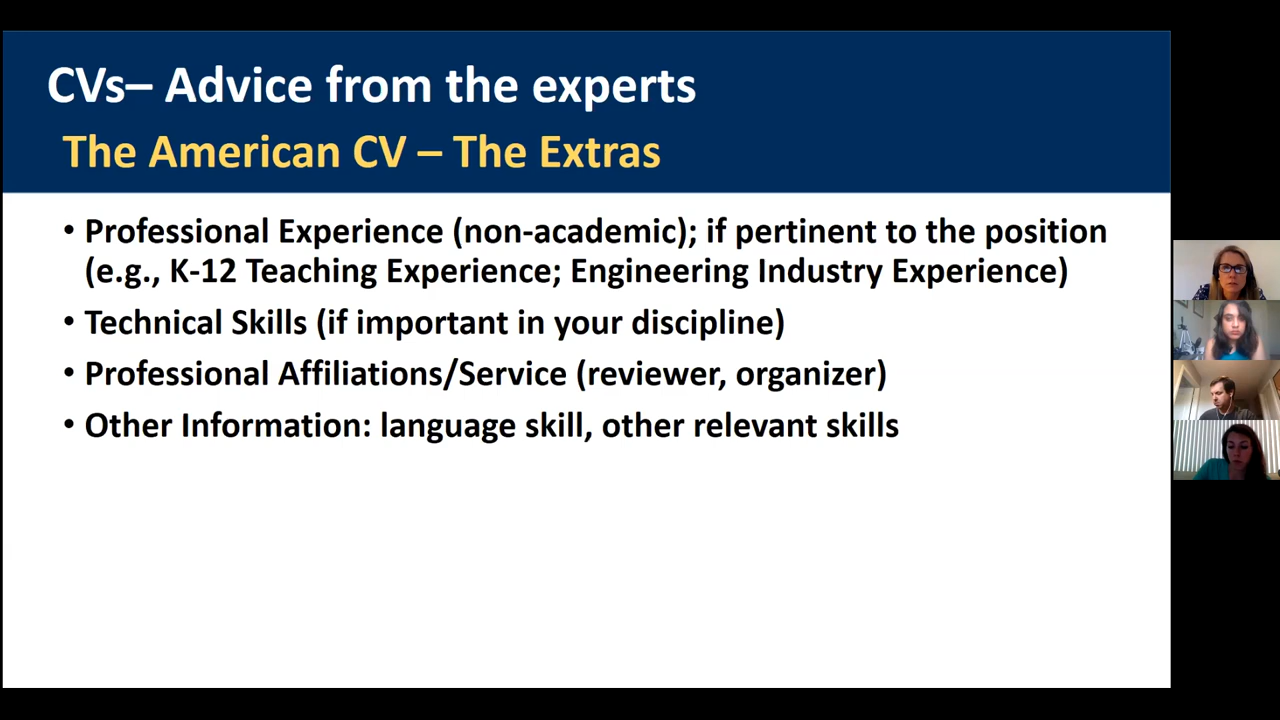 CVs– Advice from the experts
The American CV – The Extras
• Professional Experience (non-academic); if pertinent to the position
(e.g., K-12 Teaching Experience; Engineering Industry Experience)
• Technical Skills (if important in your discipline)
• Professional Affiliations/Service (reviewer, organizer)
• Other Information: language skill, other relevant skills